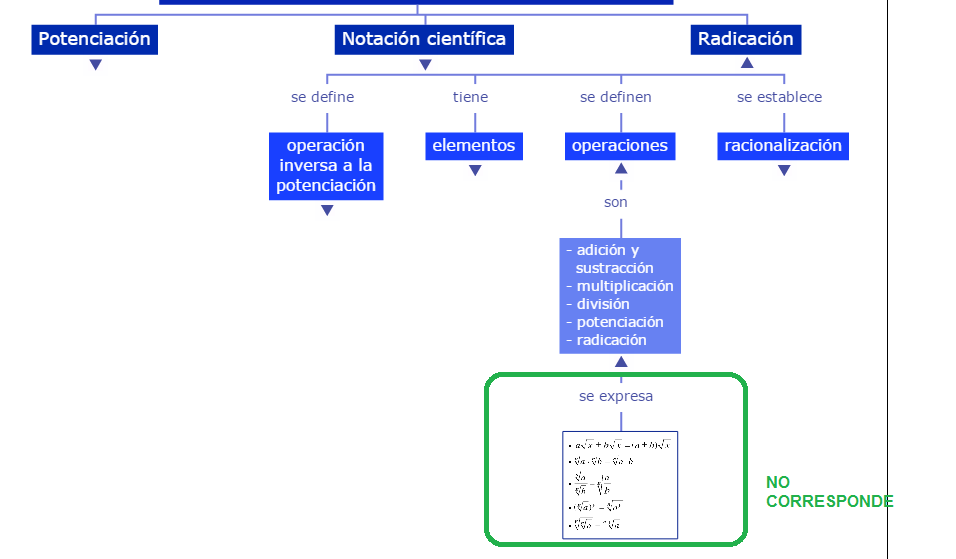 Potenciación
Notación científica
Radicación
se define
tiene
se definen
se establece
operación
inversa a la
potenciación
elementos
operaciones
racionalización
son
- adición y
sustracción
- multiplicación
- división
- potenciación
- radicación
se expresa
NO
CORRESPONDE